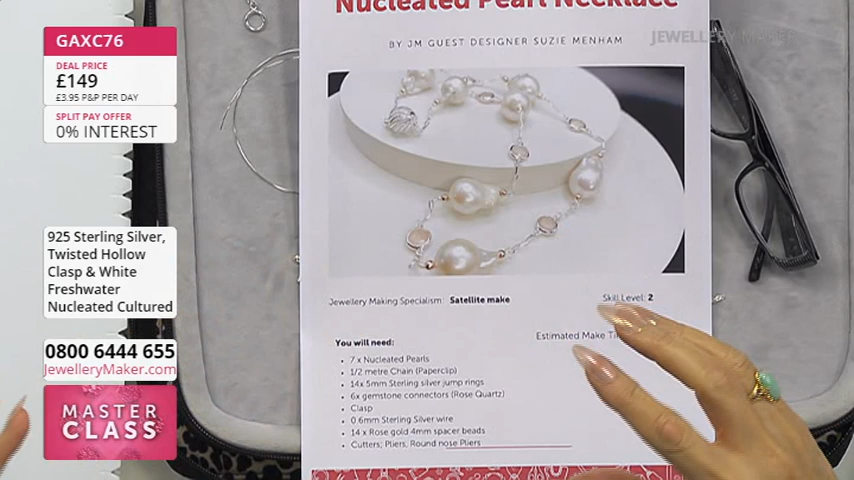 GAXC76
DEAL PRICE
£149
£3.95 P&P PER DAY
SPLIT PAY OFFER
0% INTEREST
925 Sterling Silver,
Twisted Hollow
Clasp & White
Freshwater
Nucleated Cultured
0800 6444 655
JewelleryMaker.com
MASTER
CLASS
JEWELLERY MAKER
Nucleated Pearl Necklace
BY JM GUEST DESIGNER SUZIE MENHAM
Jewellery Making Specialism: Satellite make
Skill Level: 2
Estimated Make
You will need:
• 7 x Nucleated Pearls
• 1/2 metre Chain (Paperclip)
• 14x 5mm Sterling silver jump rings
• 6x gemstone connectors (Rose Quartz)
• Clasp
• 0.6mm Sterling Silver wire
• 14 x Rose gold 4mm spacer beads
• Cutters; Pliers, Round nose Pliers